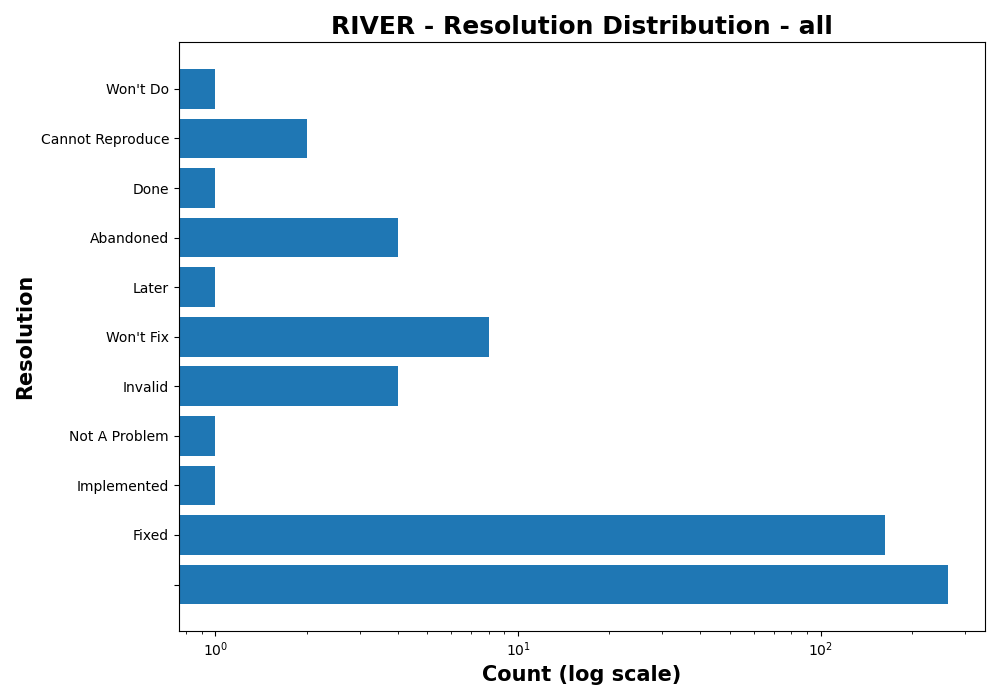 RIVER - Resolution Distribution - all
Won't Do
Cannot Reproduce
Done
Abandoned
Later
Won't Fix
Invalid
Not A Problem
Implemented
Fixed
Resolution
10⁰
10¹
10²
Count (log scale)